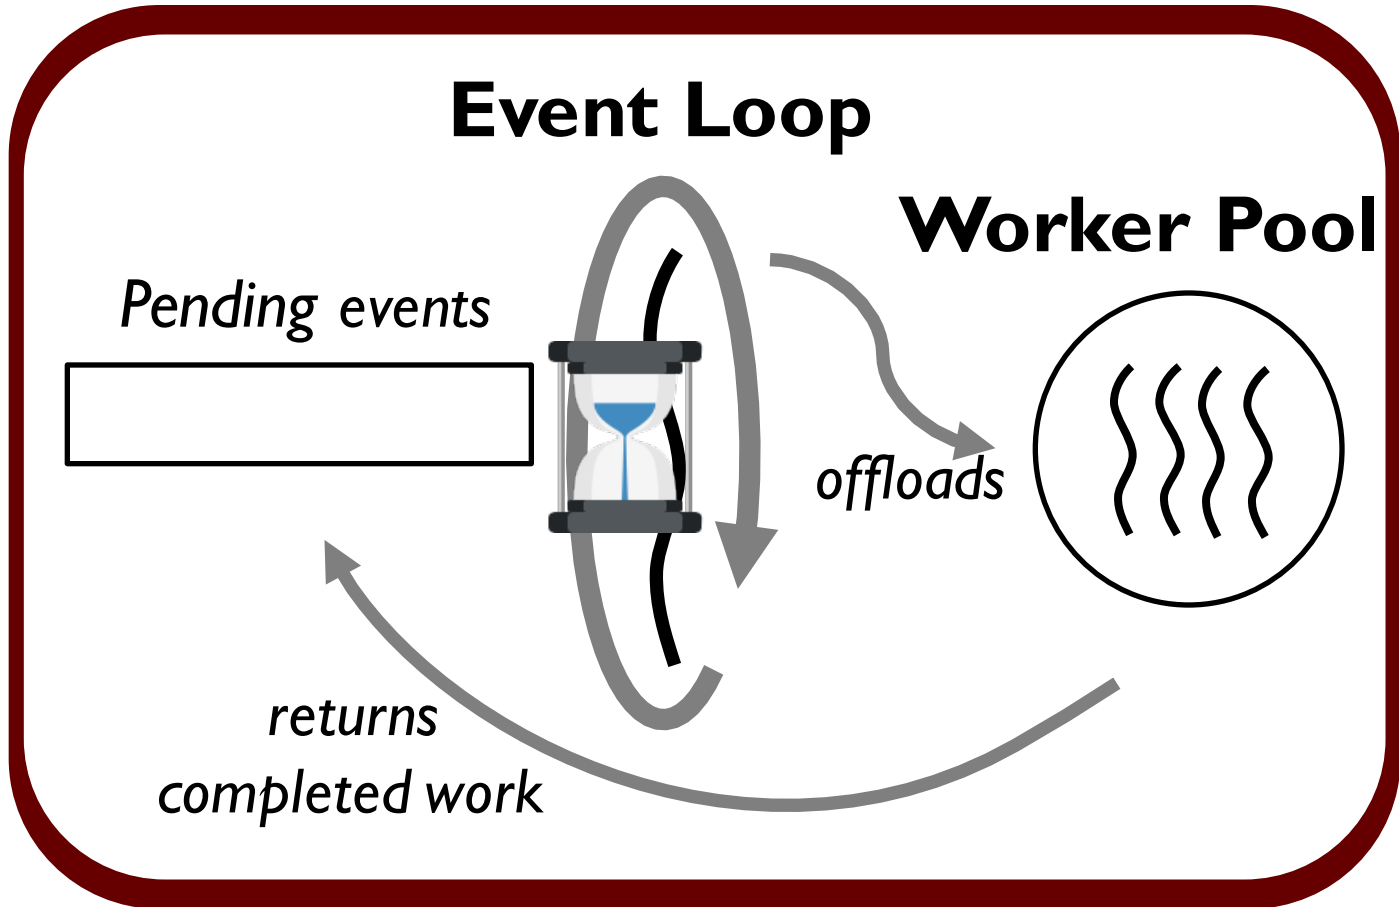 Event Loop
Worker Pool
Pending events
offloads
returns
completed work